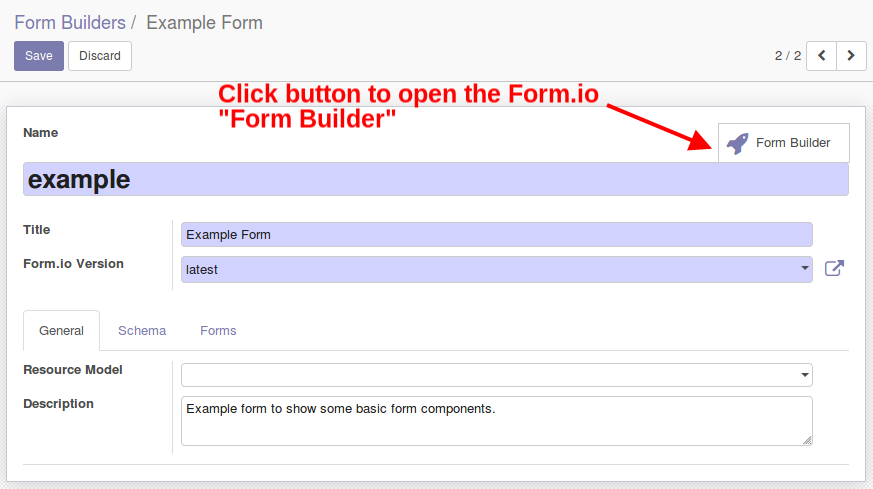 Form Builders / Example Form
Save Discard 2 / 2
Click button to open the Form.io
"Form Builder"
Name
Form Builder
example
Title Example Form
Form.io Version latest
General Schema Forms
Resource Model
Description Example form to show some basic form components.